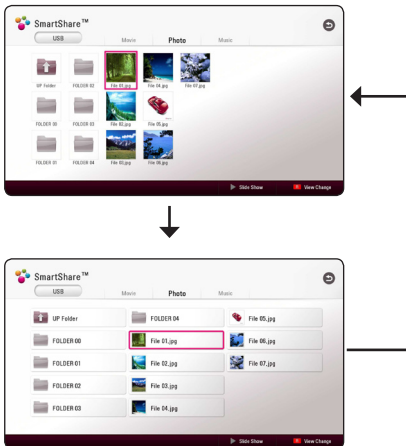 SmartShare™
USB
Movie Photo Music
UP Folder FOLDER 02 File 01.jpg File 04.jpg File 07.jpg
FOLDER 00 FOLDER 03 File 02.jpg File 05.jpg
FOLDER 01 FOLDER 04 File 03.jpg File 06.jpg
Slide Show View Change
SmartShare™
USB
Movie Photo Music
UP Folder FOLDER 04 File 05.jpg
FOLDER 00 File 01.jpg File 06.jpg
FOLDER 01 File 02.jpg File 07.jpg
FOLDER 02 File 03.jpg
FOLDER 03 File 04.jpg
Slide Show View Change